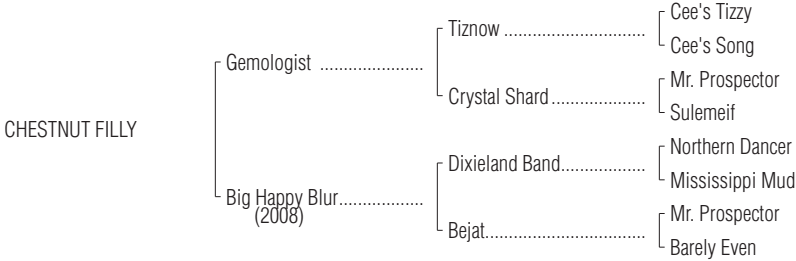 Cee's Tizzy
Tiznow ..............................
Cee's Song
Gemologist ......................
Mr. Prospector
Crystal Shard....................
Sulemeif
CHESTNUT FILLY
Northern Dancer
Dixieland Band..................
Mississippi Mud
Big Happy Blur..................
(2008)
Mr. Prospector
Bejat..................................
Barely Even